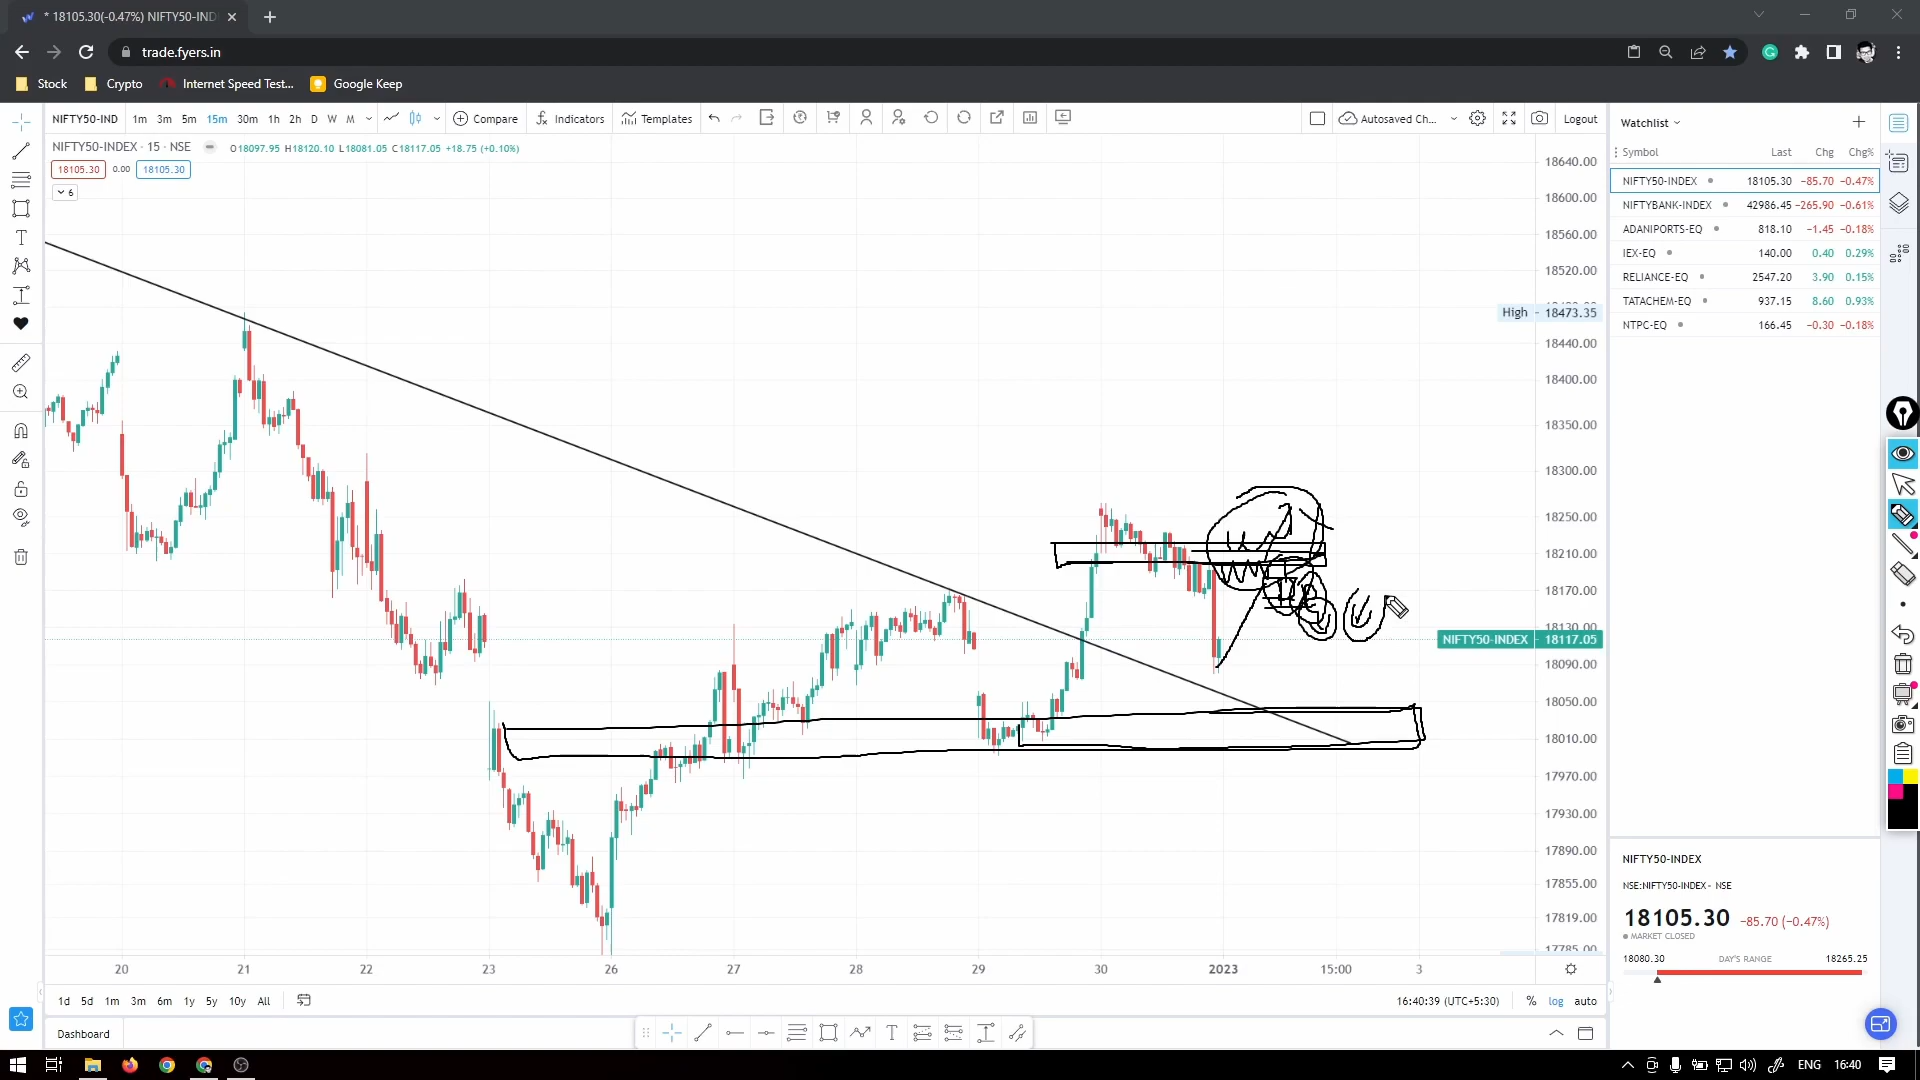 * 18105.30(-0.47%) NIFTY50-IND
trade.fyers.in
Stock Crypto Internet Speed Test... Google Keep
NIFTY50-IND 1m 3m 5m 15m 30m 1h 2h D W M Compare Indicators Templates Autosaved Ch... Logout
NIFTY50-INDEX · 15 · NSE O18097.95 H18120.10 L18081.05 C18117.05 +18.75 (+0.10%)
18105.30 0.00 18105.30
6
18640.00
18600.00
18560.00
18520.00
High 18473.35
18440.00
18400.00
18350.00
18300.00
18250.00
18210.00
18170.00
18130.00
NIFTY50-INDEX 18117.05
18090.00
18050.00
18010.00
17970.00
17930.00
17890.00
17855.00
17819.00
17785.00
20 21 22 23 26 27 28 29 30 2023 15:00 3
1d 5d 1m 3m 6m 1y 5y 10y All 16:40:39 (UTC+5:30) % log auto
Dashboard
Watchlist
Symbol Last Chg Chg%
NIFTY50-INDEX 18105.30 −85.70 −0.47%
NIFTYBANK-INDEX 42986.45 −265.90 −0.61%
ADANIPORTS-EQ 818.10 −1.45 −0.18%
IEX-EQ 140.00 0.40 0.29%
RELIANCE-EQ 2547.20 3.90 0.15%
TATACHEM-EQ 937.15 8.60 0.93%
NTPC-EQ 166.45 −0.30 −0.18%
NIFTY50-INDEX
NSE:NIFTY50-INDEX - NSE
18105.30 −85.70 (−0.47%)
MARKET CLOSED
18080.30 DAY'S RANGE 18265.25
ENG 16:40